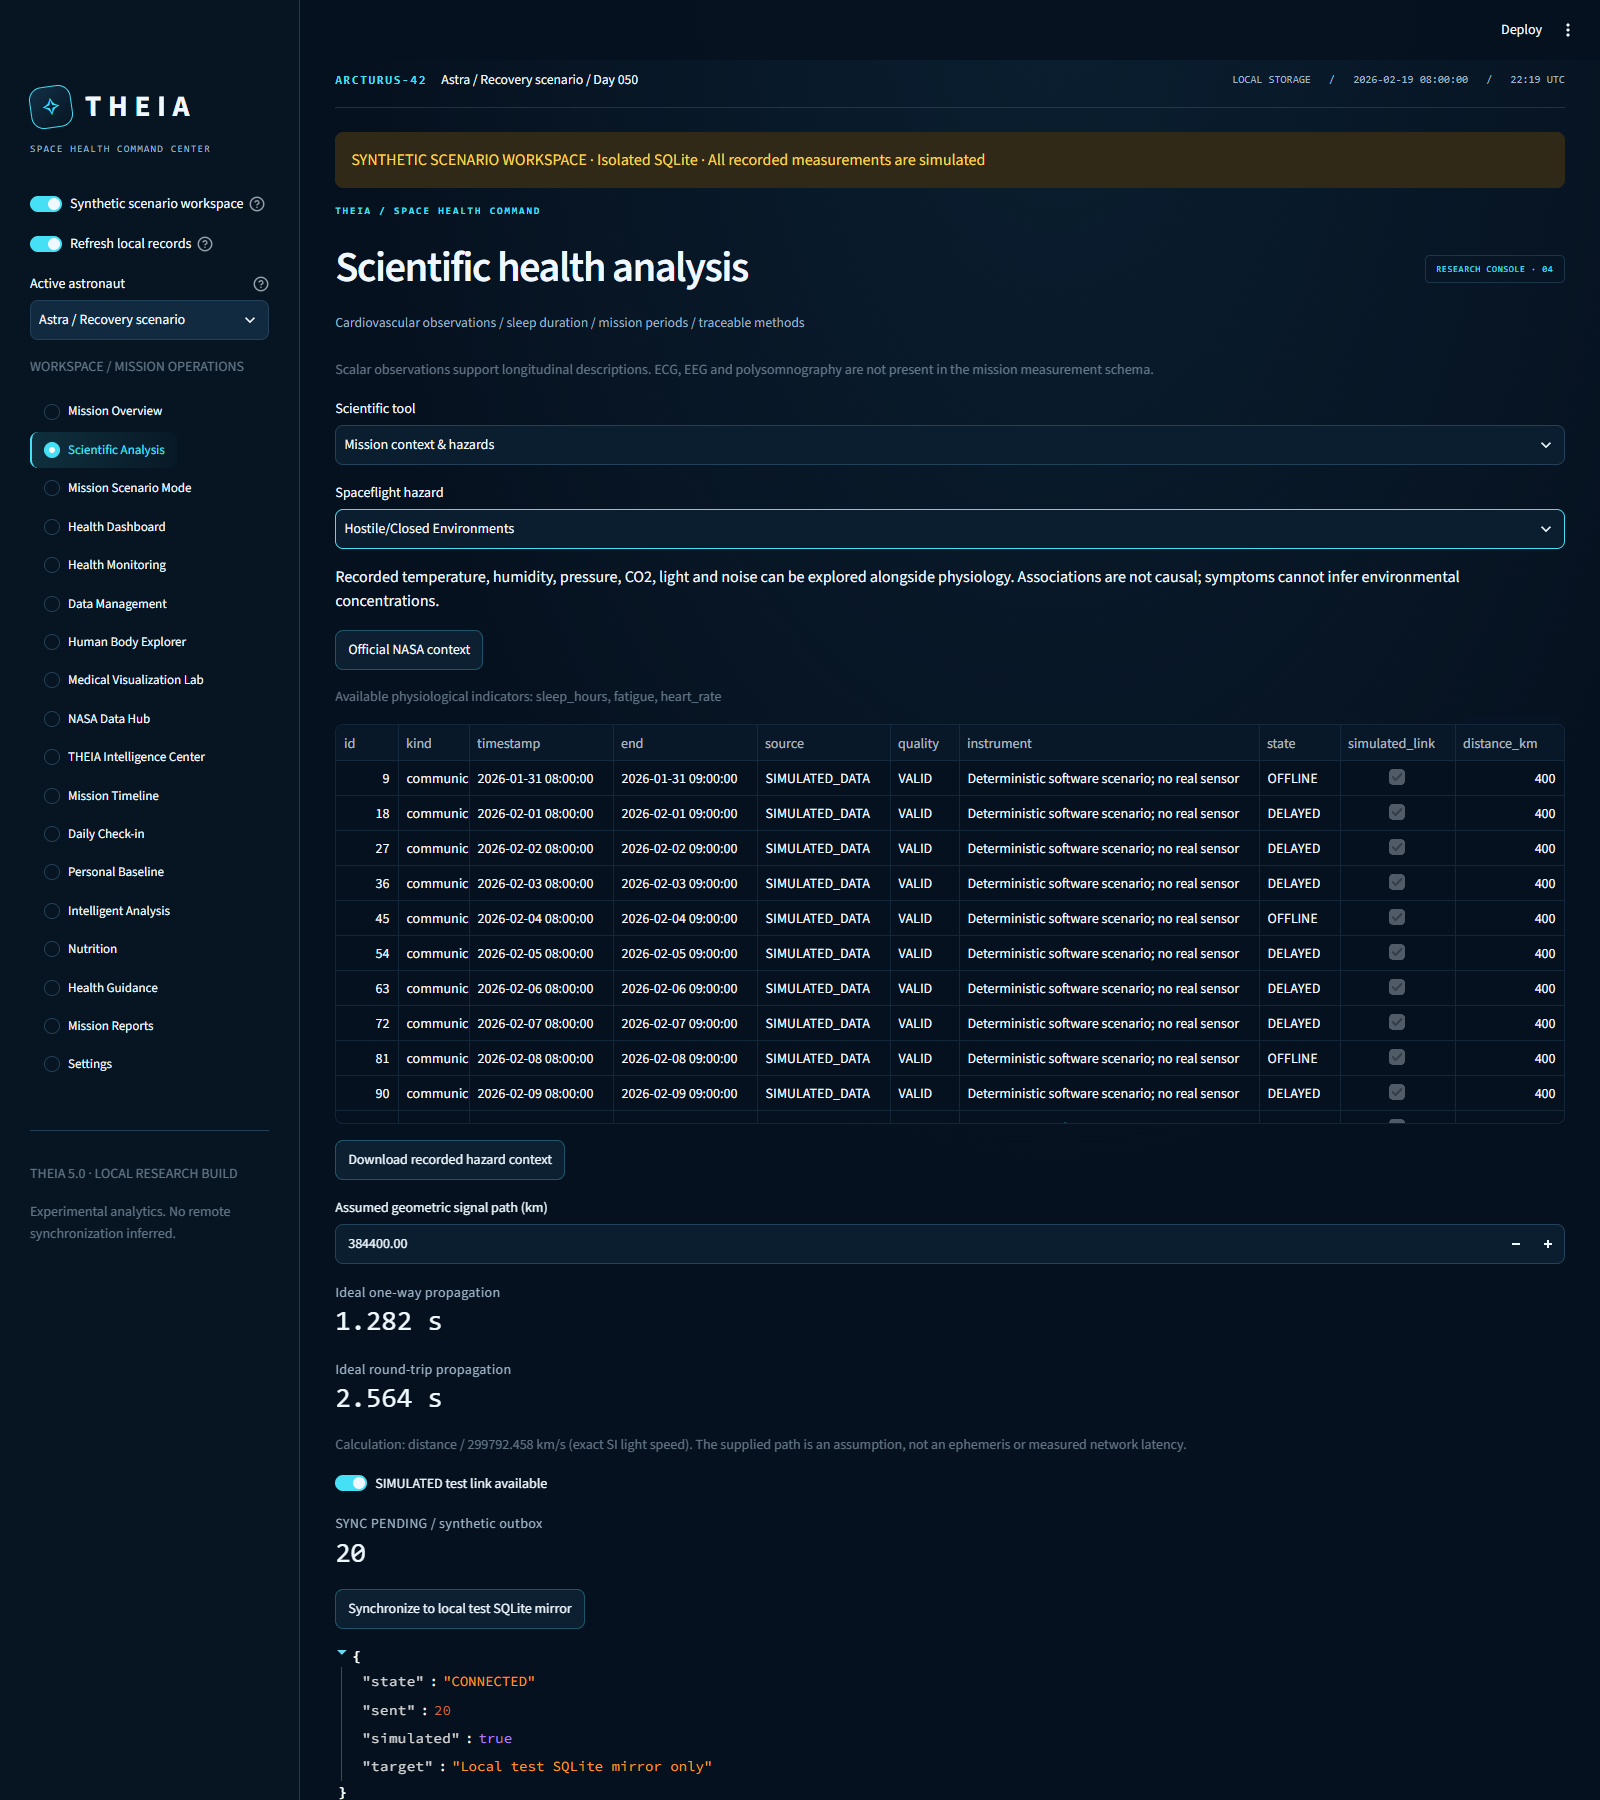 Deploy
ARCTURUS-42 Astra / Recovery scenario / Day 050
LOCAL STORAGE / 2026-02-19 08:00:00 / 22:19 UTC
THEIA
SPACE HEALTH COMMAND CENTER
Synthetic scenario workspace
Refresh local records
Active astronaut
Astra / Recovery scenario
WORKSPACE / MISSION OPERATIONS
Mission Overview
Scientific Analysis
Mission Scenario Mode
Health Dashboard
Health Monitoring
Data Management
Human Body Explorer
Medical Visualization Lab
NASA Data Hub
THEIA Intelligence Center
Mission Timeline
Daily Check-in
Personal Baseline
Intelligent Analysis
Nutrition
Health Guidance
Mission Reports
Settings
THEIA 5.0 · LOCAL RESEARCH BUILD
Experimental analytics. No remote
synchronization inferred.
SYNTHETIC SCENARIO WORKSPACE · Isolated SQLite · All recorded measurements are simulated
THEIA / SPACE HEALTH COMMAND
Scientific health analysis
RESEARCH CONSOLE · 04
Cardiovascular observations / sleep duration / mission periods / traceable methods
Scalar observations support longitudinal descriptions. ECG, EEG and polysomnography are not present in the mission measurement schema.
Scientific tool
Mission context & hazards
Spaceflight hazard
Hostile/Closed Environments
Recorded temperature, humidity, pressure, CO2, light and noise can be explored alongside physiology. Associations are not causal; symptoms cannot infer environmental
concentrations.
Official NASA context
Available physiological indicators: sleep_hours, fatigue, heart_rate
id kind timestamp end source quality instrument state simulated_link distance_km
9 communic 2026-01-31 08:00:00 2026-01-31 09:00:00 SIMULATED_DATA VALID Deterministic software scenario; no real sensor OFFLINE 400
18 communic 2026-02-01 08:00:00 2026-02-01 09:00:00 SIMULATED_DATA VALID Deterministic software scenario; no real sensor DELAYED 400
27 communic 2026-02-02 08:00:00 2026-02-02 09:00:00 SIMULATED_DATA VALID Deterministic software scenario; no real sensor DELAYED 400
36 communic 2026-02-03 08:00:00 2026-02-03 09:00:00 SIMULATED_DATA VALID Deterministic software scenario; no real sensor DELAYED 400
45 communic 2026-02-04 08:00:00 2026-02-04 09:00:00 SIMULATED_DATA VALID Deterministic software scenario; no real sensor OFFLINE 400
54 communic 2026-02-05 08:00:00 2026-02-05 09:00:00 SIMULATED_DATA VALID Deterministic software scenario; no real sensor DELAYED 400
63 communic 2026-02-06 08:00:00 2026-02-06 09:00:00 SIMULATED_DATA VALID Deterministic software scenario; no real sensor DELAYED 400
72 communic 2026-02-07 08:00:00 2026-02-07 09:00:00 SIMULATED_DATA VALID Deterministic software scenario; no real sensor DELAYED 400
81 communic 2026-02-08 08:00:00 2026-02-08 09:00:00 SIMULATED_DATA VALID Deterministic software scenario; no real sensor OFFLINE 400
90 communic 2026-02-09 08:00:00 2026-02-09 09:00:00 SIMULATED_DATA VALID Deterministic software scenario; no real sensor DELAYED 400
Download recorded hazard context
Assumed geometric signal path (km)
384400.00
Ideal one-way propagation
1.282 s
Ideal round-trip propagation
2.564 s
Calculation: distance / 299792.458 km/s (exact SI light speed). The supplied path is an assumption, not an ephemeris or measured network latency.
SIMULATED test link available
SYNC PENDING / synthetic outbox
20
Synchronize to local test SQLite mirror
{
"state" : "CONNECTED"
"sent" : 20
"simulated" : true
"target" : "Local test SQLite mirror only"
}